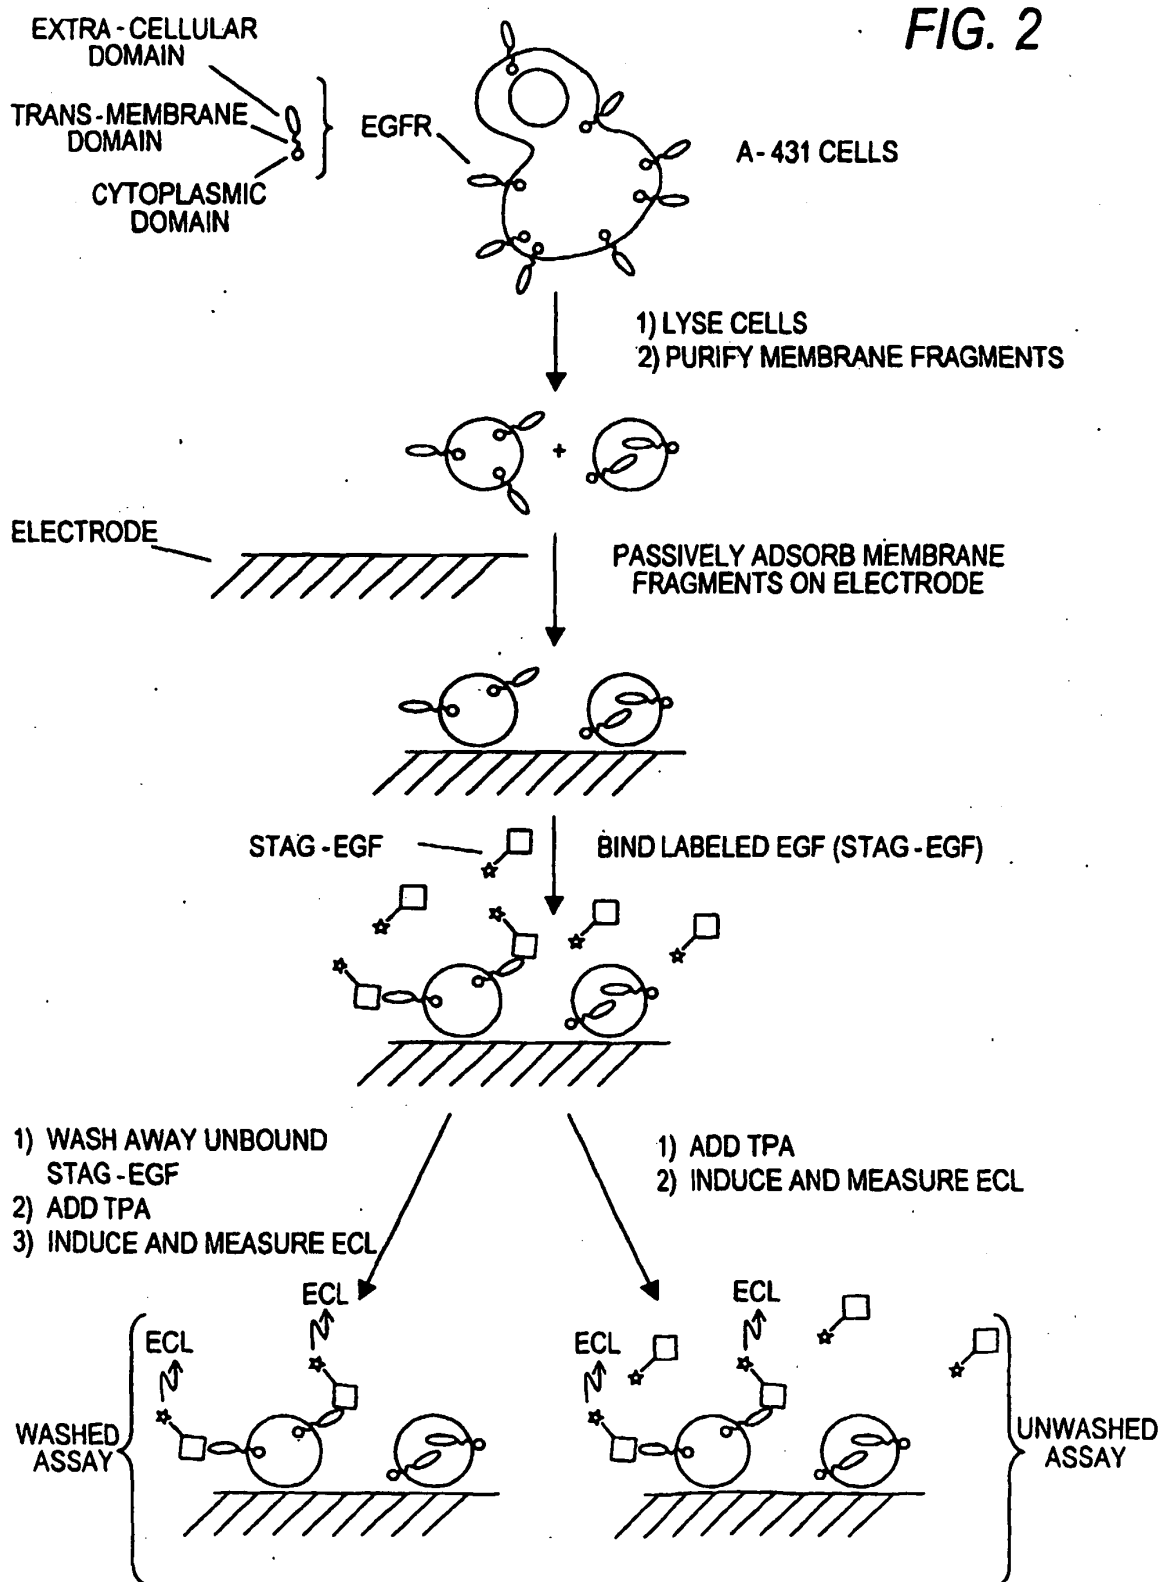 FIG. 2
EXTRA-CELLULAR
DOMAIN
TRANS-MEMBRANE
DOMAIN
CYTOPLASMIC
DOMAIN
EGFR
A-431 CELLS
1) LYSE CELLS
2) PURIFY MEMBRANE FRAGMENTS
+
ELECTRODE
PASSIVELY ADSORB MEMBRANE
FRAGMENTS ON ELECTRODE
STAG-EGF
BIND LABELED EGF (STAG-EGF)
1) WASH AWAY UNBOUND
STAG-EGF
2) ADD TPA
3) INDUCE AND MEASURE ECL
1) ADD TPA
2) INDUCE AND MEASURE ECL
ECL
ECL
WASHED
ASSAY
ECL
ECL
UNWASHED
ASSAY